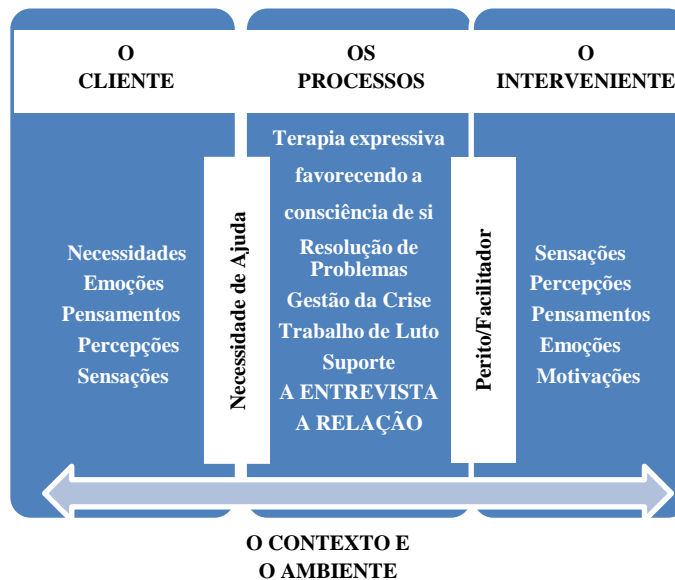 O
CLIENTE
OS
PROCESSOS
O
INTERVENIENTE
Necessidades
Emoções
Pensamentos
Percepções
Sensações
Necessidade de Ajuda
Terapia expressiva
favorecendo a
consciência de si
Resolução de
Problemas
Gestão da Crise
Trabalho de Luto
Suporte
A ENTREVISTA
A RELAÇÃO
Perito/Facilitador
Sensações
Percepções
Pensamentos
Emoções
Motivações
O CONTEXTO E
O AMBIENTE